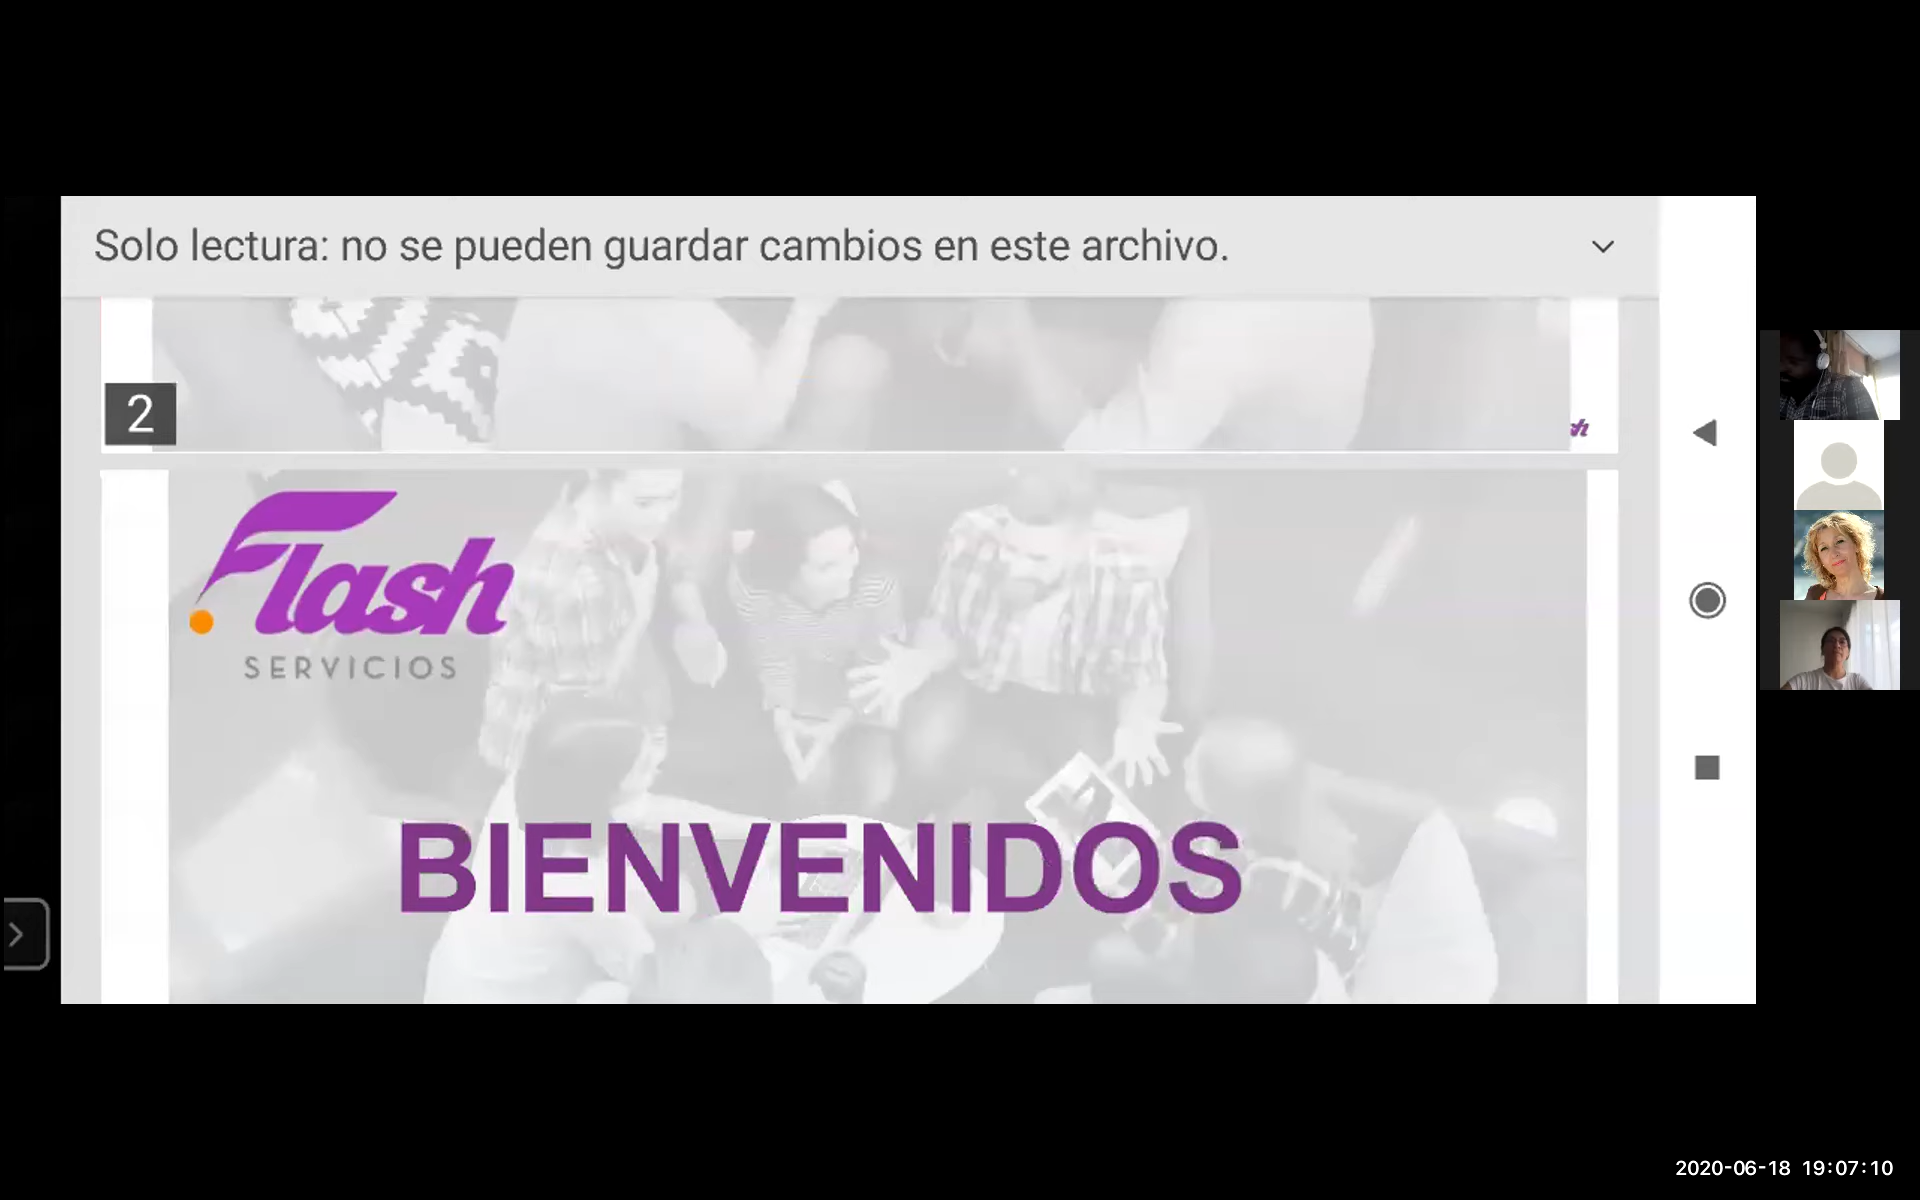 Solo lectura: no se pueden guardar cambios en este archivo.
2
sh
Flash
SERVICIOS
BIENVENIDOS
2020-06-18 19:07:10